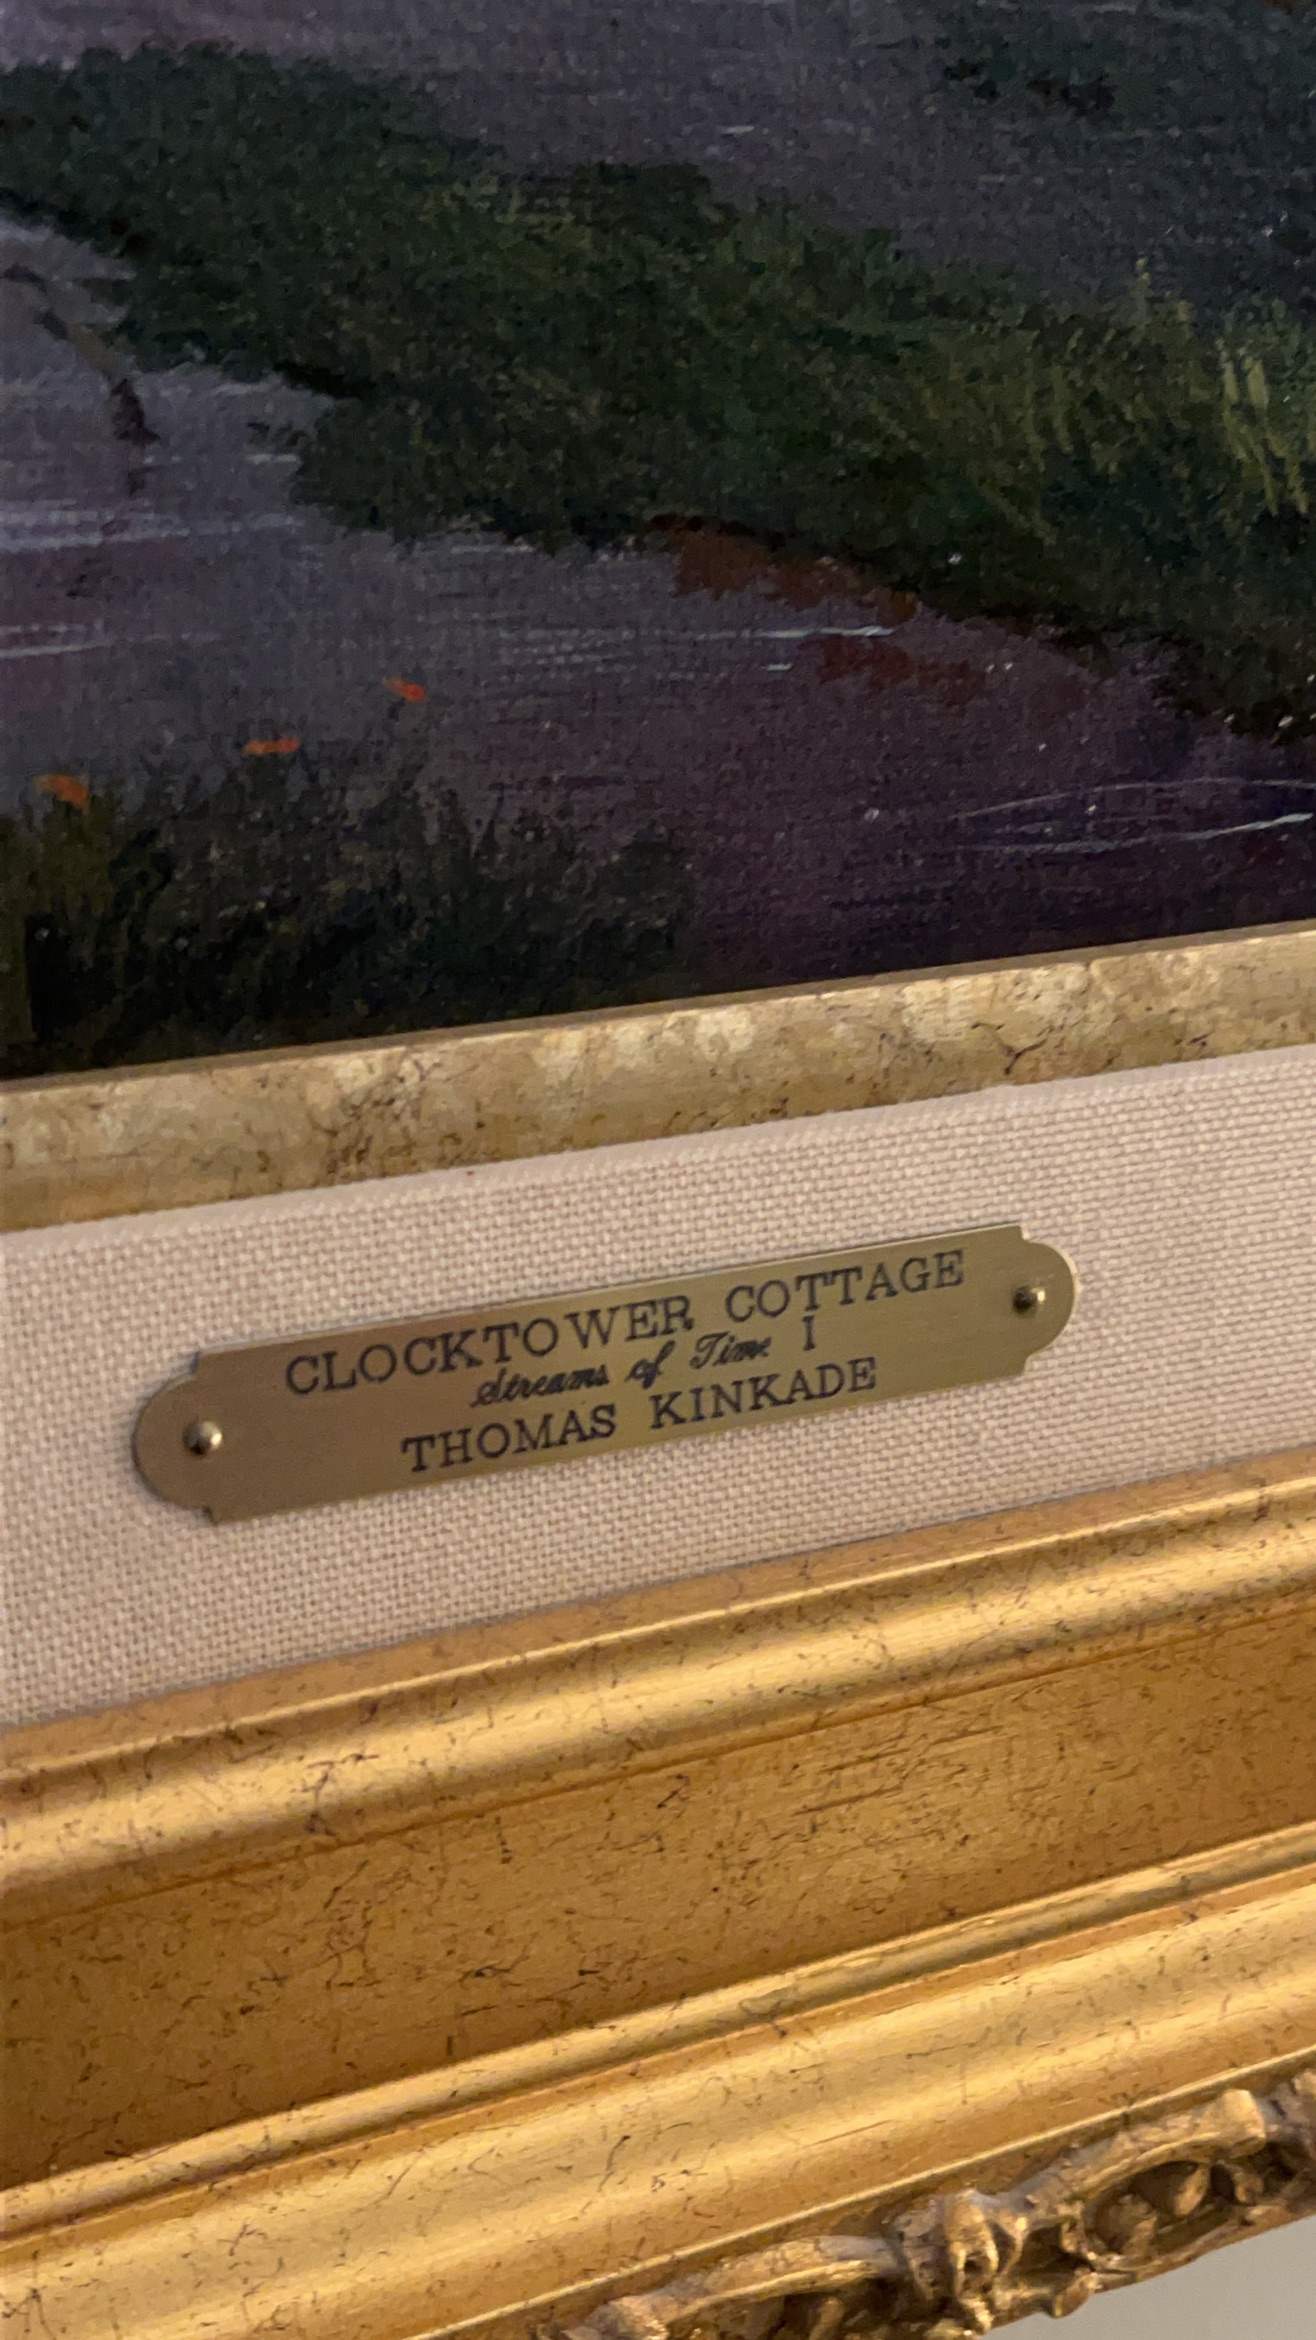 CLOCKTOWER COTTAGE
Streams of Time I
THOMAS KINKADE